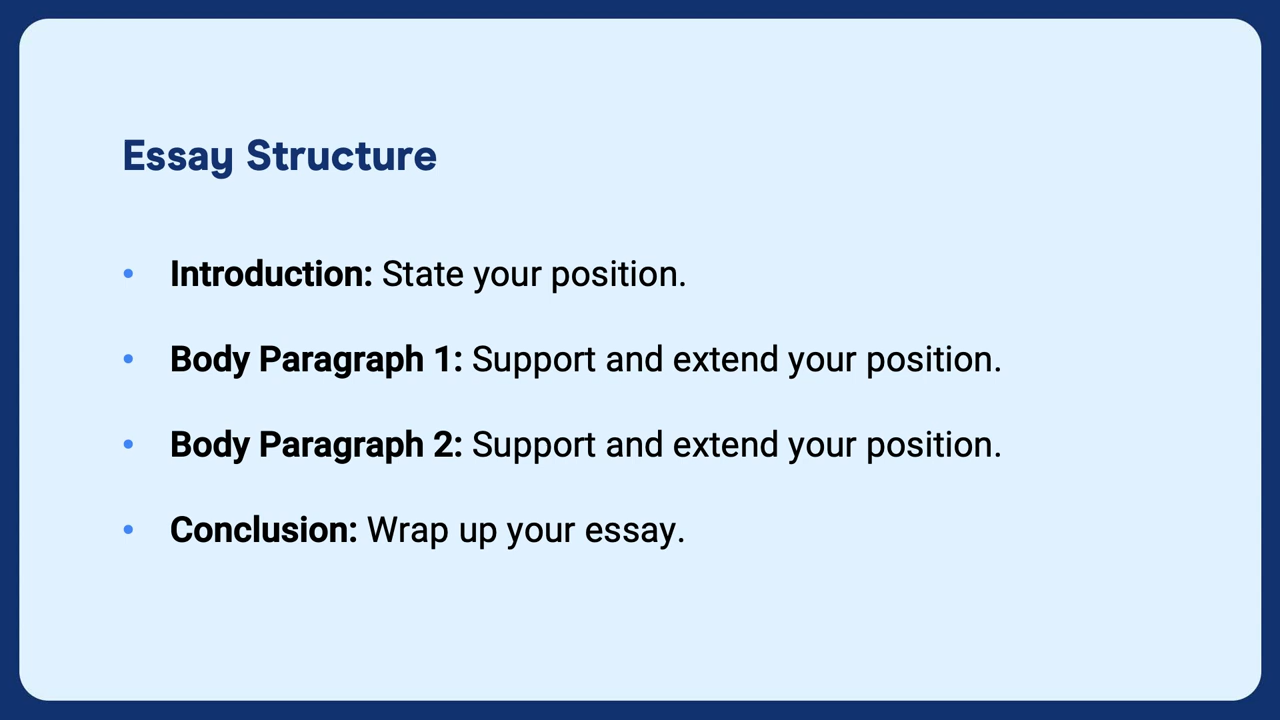 Essay Structure
• Introduction: State your position.
• Body Paragraph 1: Support and extend your position.
• Body Paragraph 2: Support and extend your position.
• Conclusion: Wrap up your essay.